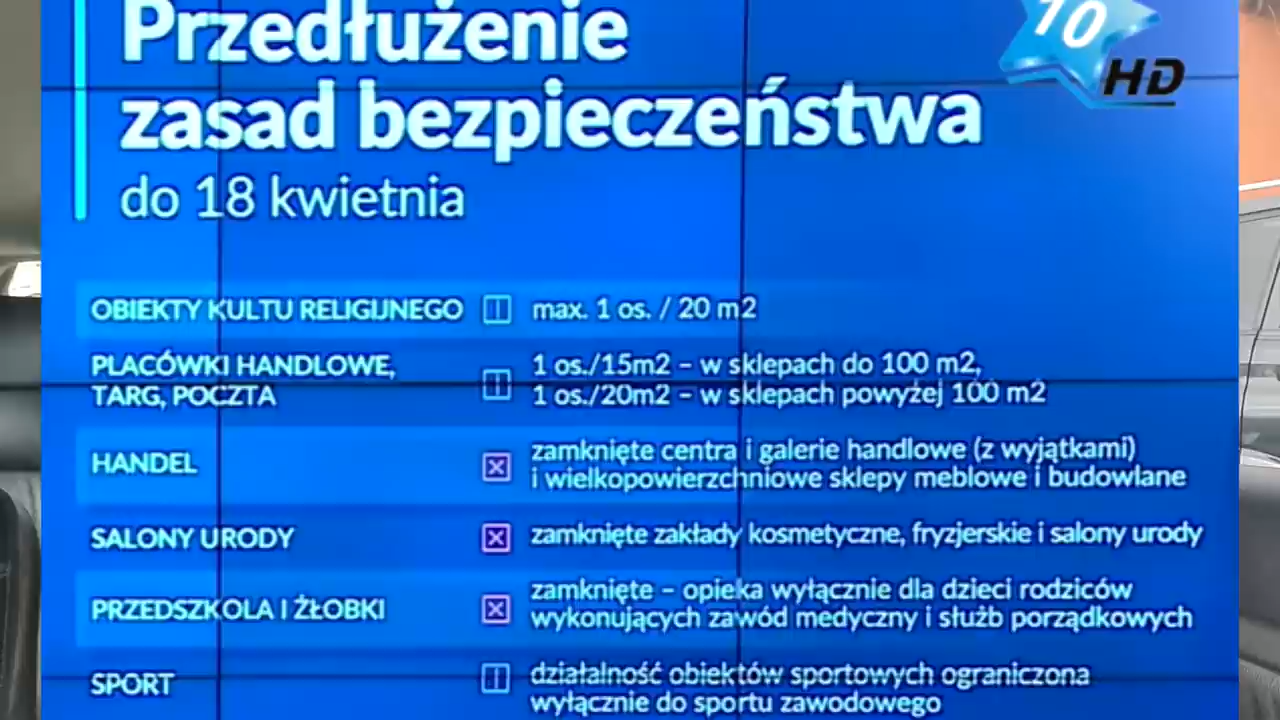 Przedłużenie
zasad bezpieczeństwa
do 18 kwietnia
10
HD
OBIEKTY KULTU RELIGIJNEGO
max. 1 os. / 20 m2
PLACÓWKI HANDLOWE,
TARG, POCZTA
1 os./15m2 – w sklepach do 100 m2,
1 os./20m2 – w sklepach powyżej 100 m2
HANDEL
zamknięte centra i galerie handlowe (z wyjątkami)
i wielkopowierzchniowe sklepy meblowe i budowlane
SALONY URODY
zamknięte zakłady kosmetyczne, fryzjerskie i salony urody
PRZEDSZKOLA I ŻŁOBKI
zamknięte – opieka wyłącznie dla dzieci rodziców
wykonujących zawód medyczny i służb porządkowych
SPORT
działalność obiektów sportowych ograniczona
wyłącznie do sportu zawodowego